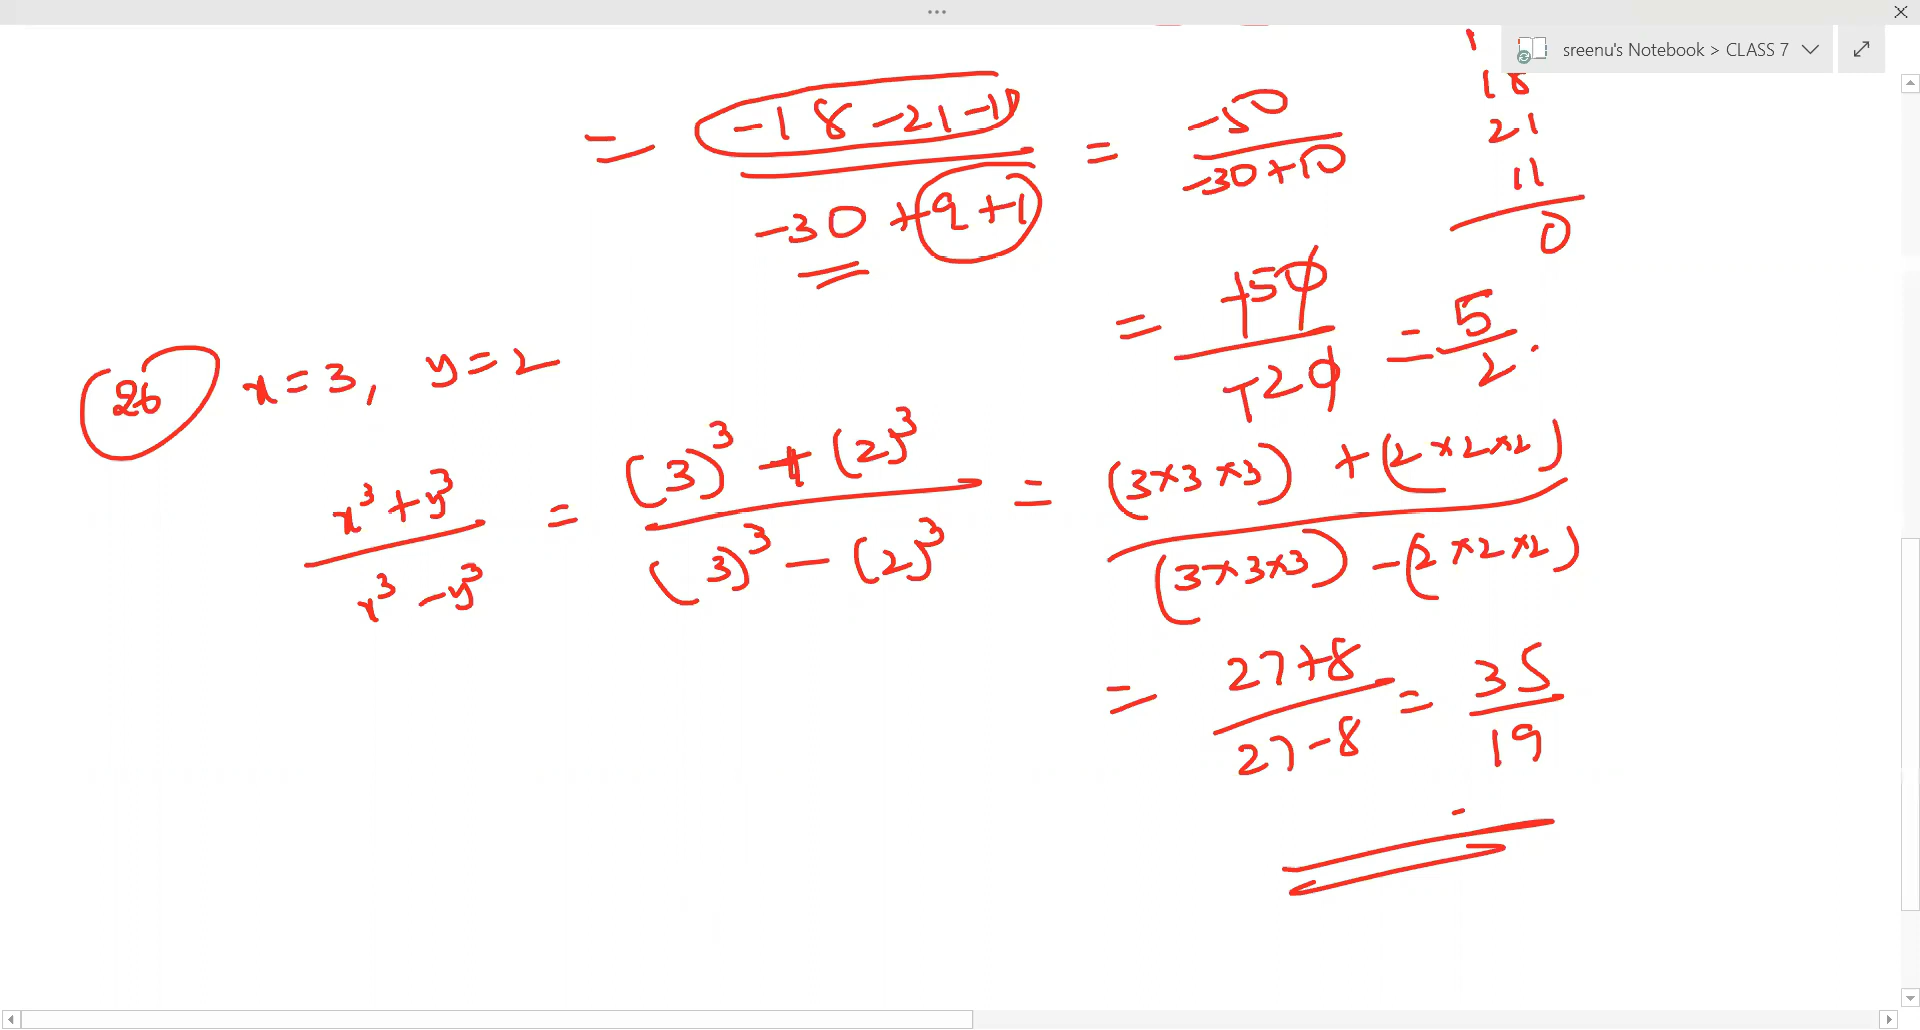 sreenu's Notebook > CLASS 7
18
21
11
0
= (-18-21-11)/(-30+9+1) = (-50)/(-30+10)
= (+50)/(+20) = 5/2.
26 x=3, y=2
(x³+y³)/(x³-y³) = ((3)³+(2)³)/((3)³-(2)³) = ((3×3×3)+(2×2×2))/((3×3×3)-(2×2×2))
= (27+8)/(27-8) = 35/19